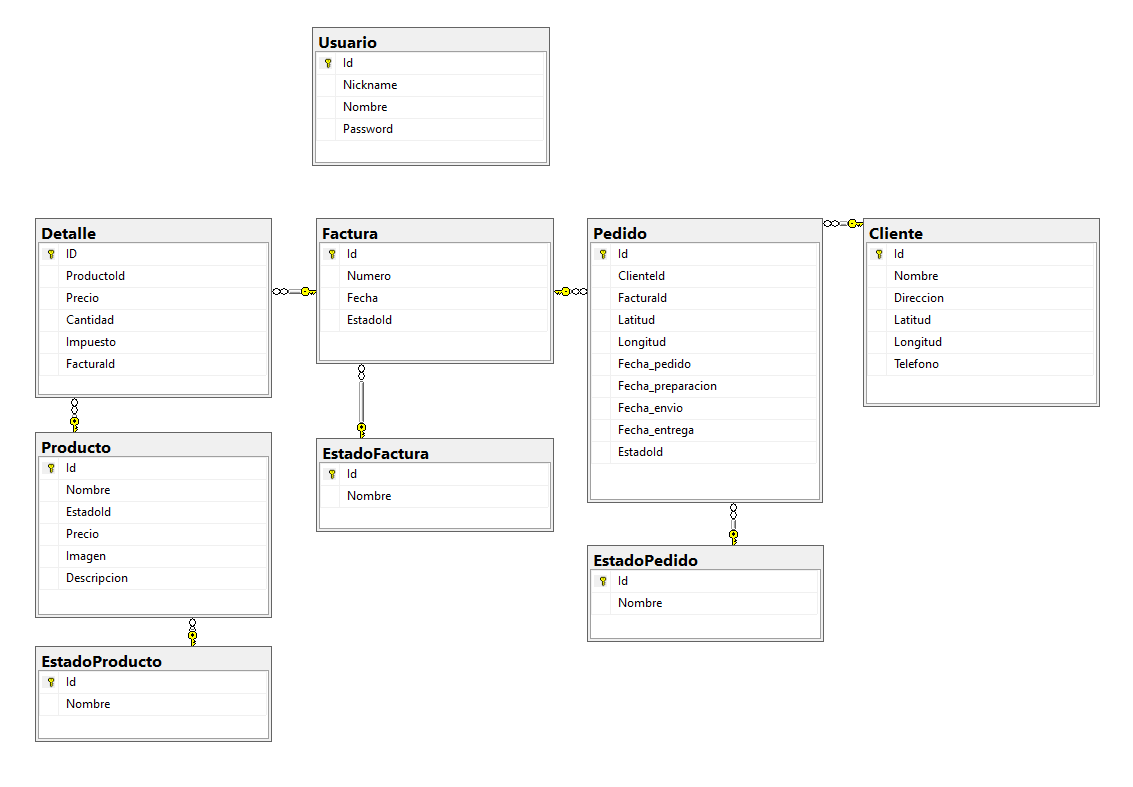 Usuario
Id
Nickname
Nombre
Password
Detalle
ID
ProductoId
Precio
Cantidad
Impuesto
FacturaId
Factura
Id
Numero
Fecha
EstadoId
Pedido
Id
ClienteId
FacturaId
Latitud
Longitud
Fecha_pedido
Fecha_preparacion
Fecha_envio
Fecha_entrega
EstadoId
Cliente
Id
Nombre
Direccion
Latitud
Longitud
Telefono
Producto
Id
Nombre
EstadoId
Precio
Imagen
Descripcion
EstadoFactura
Id
Nombre
EstadoPedido
Id
Nombre
EstadoProducto
Id
Nombre